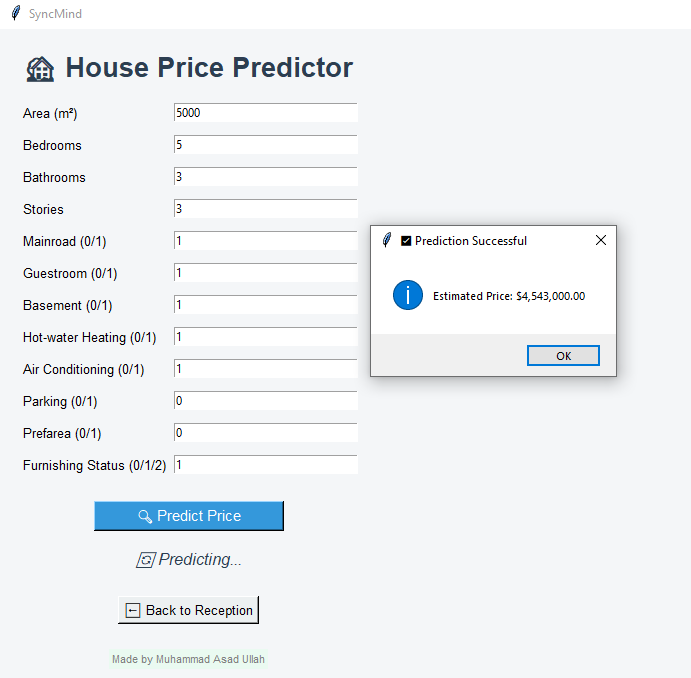 SyncMind
House Price Predictor
Area (m²) 5000
Bedrooms 5
Bathrooms 3
Stories 3
Mainroad (0/1) 1
Guestroom (0/1) 1
Basement (0/1) 1
Hot-water Heating (0/1) 1
Air Conditioning (0/1) 1
Parking (0/1) 0
Prefarea (0/1) 0
Furnishing Status (0/1/2) 1
Predict Price
Predicting...
Back to Reception
Made by Muhammad Asad Ullah
Prediction Successful
Estimated Price: $4,543,000.00
OK